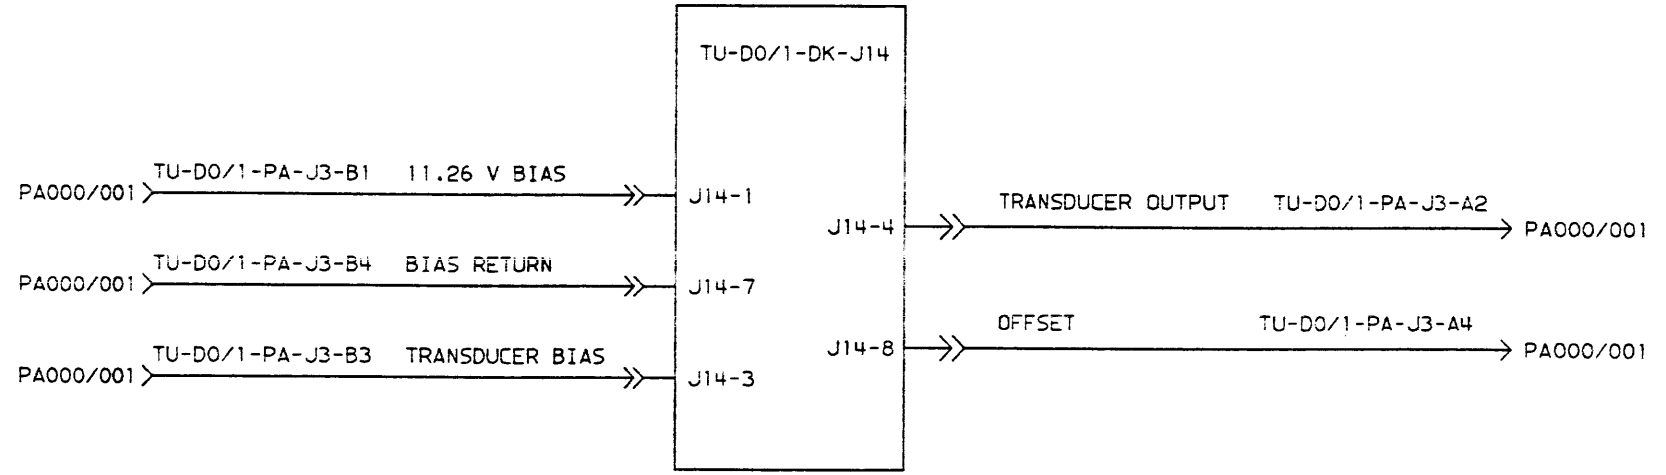 TU-D0/1-DK-J14
TU-D0/1-PA-J3-B1 11.26 V BIAS
PA000/001
J14-1
TU-D0/1-PA-J3-B4 BIAS RETURN
PA000/001
J14-7
TU-D0/1-PA-J3-B3 TRANSDUCER BIAS
PA000/001
J14-3
TRANSDUCER OUTPUT TU-D0/1-PA-J3-A2
J14-4
PA000/001
OFFSET TU-D0/1-PA-J3-A4
J14-8
PA000/001